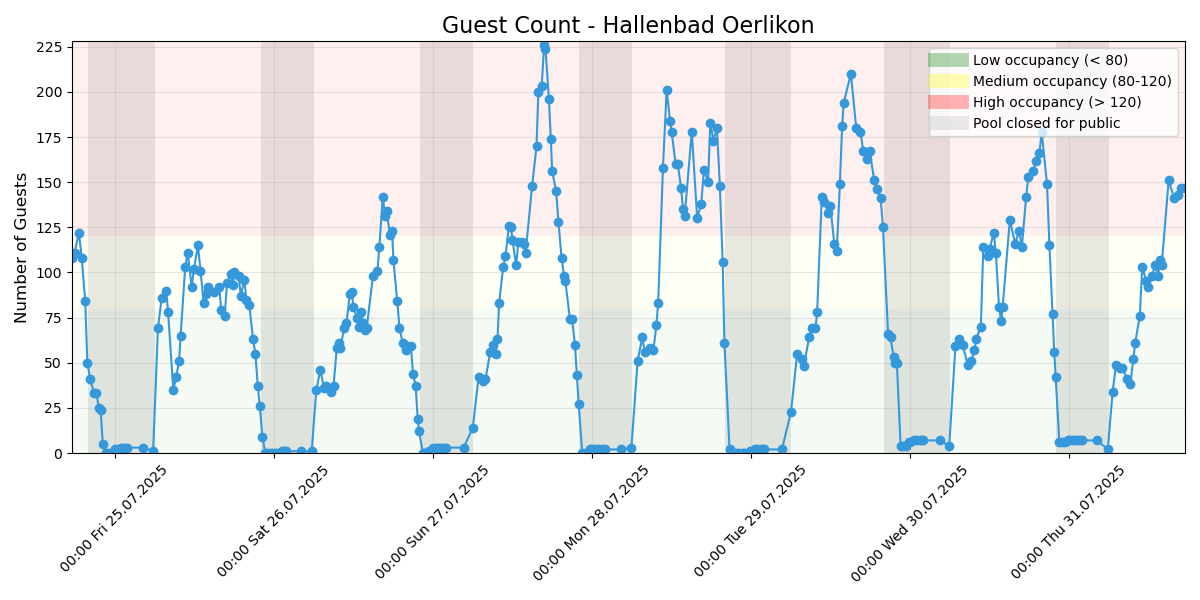 Guest Count - Hallenbad Oerlikon
Number of Guests
225
200
175
150
125
100
75
50
25
0
Low occupancy (< 80)
Medium occupancy (80-120)
High occupancy (> 120)
Pool closed for public
00:00 Fri 25.07.2025
00:00 Sat 26.07.2025
00:00 Sun 27.07.2025
00:00 Mon 28.07.2025
00:00 Tue 29.07.2025
00:00 Wed 30.07.2025
00:00 Thu 31.07.2025